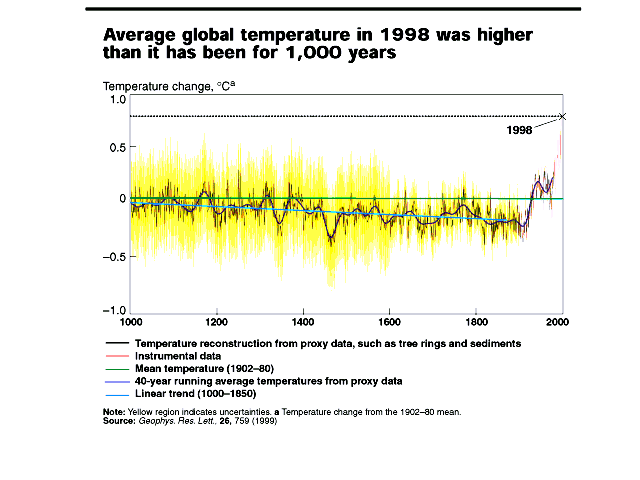 Average global temperature in 1998 was higher
than it has been for 1,000 years
Temperature change, °Cᵃ
1.0
0.5
0
−0.5
−1.0
1998
1000 1200 1400 1600 1800 2000
Temperature reconstruction from proxy data, such as tree rings and sediments
Instrumental data
Mean temperature (1902–80)
40-year running average temperatures from proxy data
Linear trend (1000–1850)
Note: Yellow region indicates uncertainties. a Temperature change from the 1902–80 mean.
Source: Geophys. Res. Lett., 26, 759 (1999)